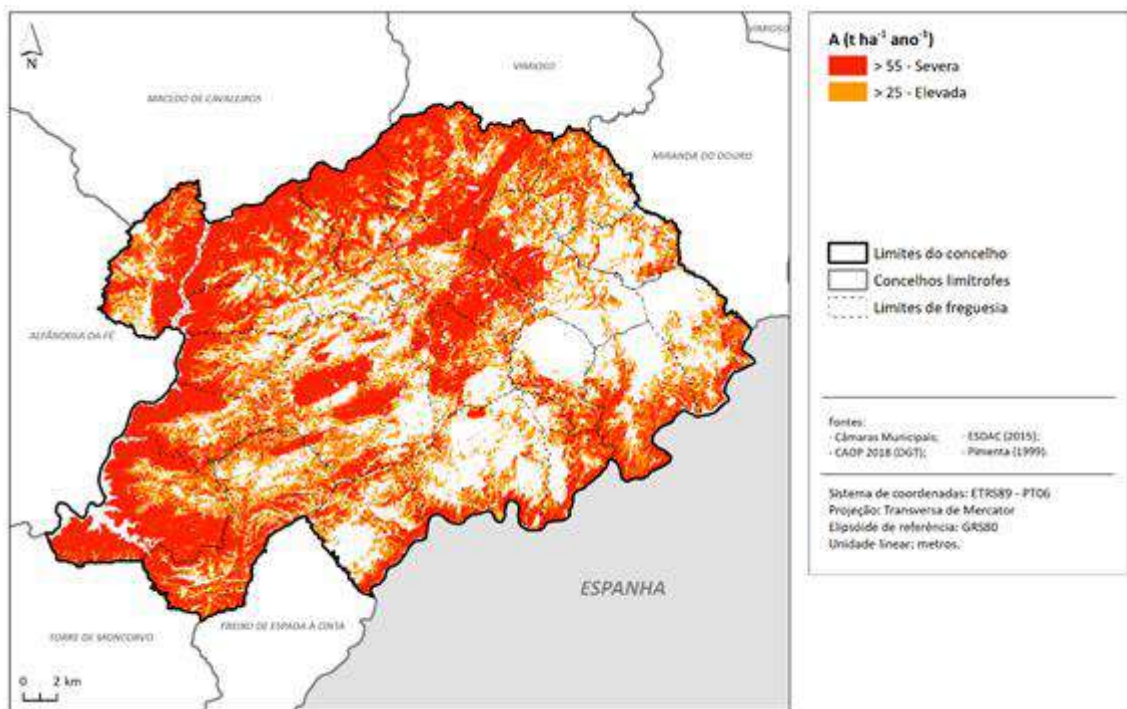 N
VIMIOSO
VIMIOSO
MACEDO DE CAVALEIROS
MIRANDA DO DOURO
ALFÂNDEGA DA FÉ
ESPANHA
TORRE DE MONCORVO
FREIXO DE ESPADA À CINTA
0 2 km
A (t ha⁻¹ ano⁻¹)
> 55 - Severa
> 25 - Elevada
Limites do concelho
Concelhos limítrofes
Limites de freguesia
Fontes:
- Câmaras Municipais; - ESDAC (2015);
- CAOP 2018 (DGT); - Pimenta (1999).
Sistema de coordenadas: ETRS89 - PT06
Projeção: Transversa de Mercator
Elipsóide de referência: GRS80
Unidade linear: metros.